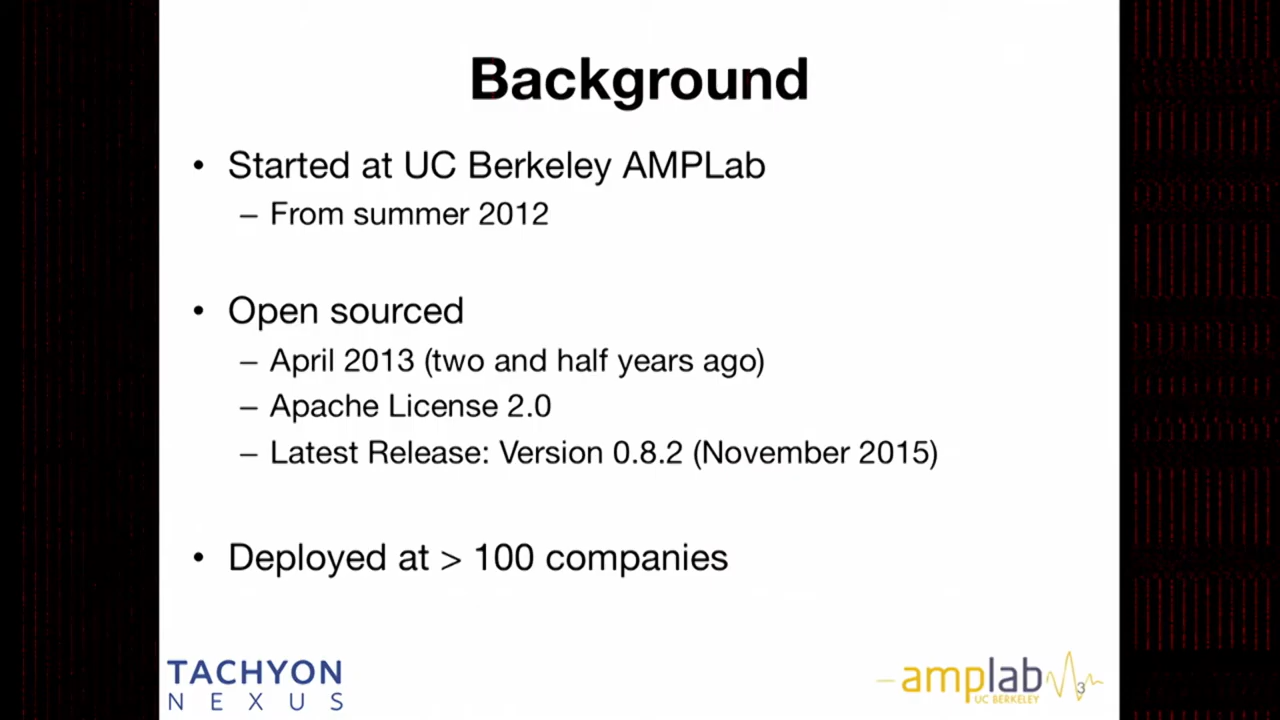 Background
• Started at UC Berkeley AMPLab
– From summer 2012
• Open sourced
– April 2013 (two and half years ago)
– Apache License 2.0
– Latest Release: Version 0.8.2 (November 2015)
• Deployed at > 100 companies
TACHYON
NEXUS
amplab
UC BERKELEY
3